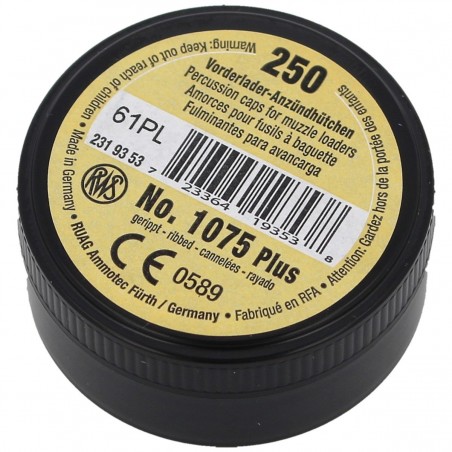 250
Vorderlader-Anzündhütchen
Percussion caps for muzzle loaders
Amorces pour fusils à baguette
Fulminantes para avancarga
61PL
231 93 53
7 23364 19353 8
RWS
No. 1075 Plus
gerippt - ribbed - cannelées - rayado
CE 0589
Warning: Keep out of reach of children! • Made in Germany • RUAG Ammotec Fürth / Germany • Fabriqué en RFA • Attention: Gardez hors de la portée des enfants